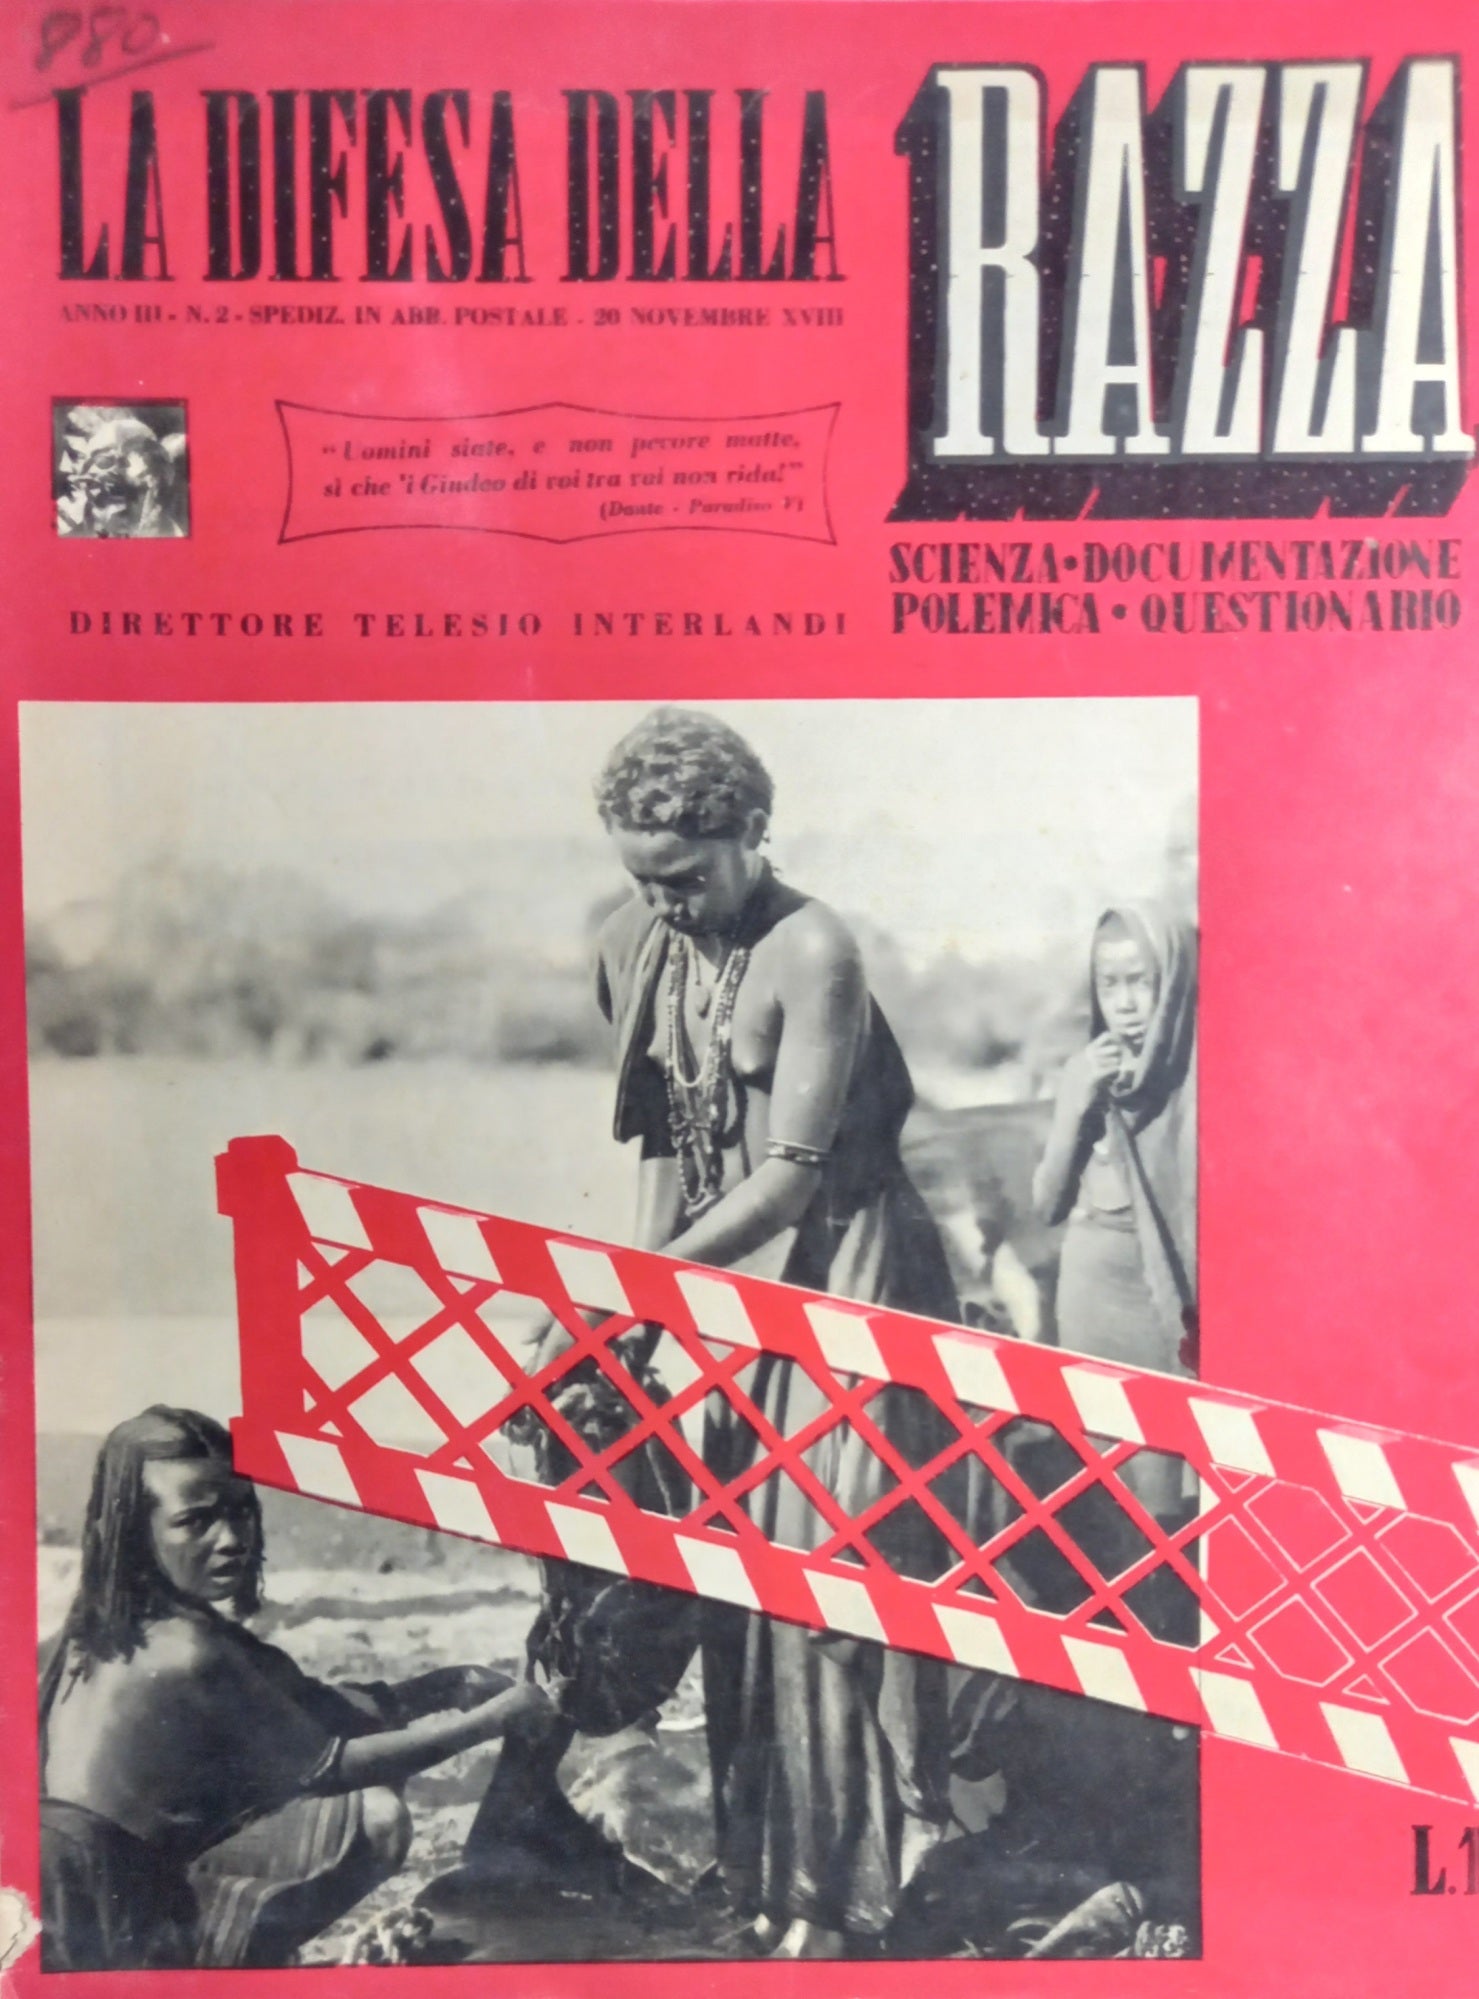 880
LA DIFESA DELLA
RAZZA
ANNO III - N. 2 - SPEDIZ. IN ABB. POSTALE - 20 NOVEMBRE XVIII
"Uomini siate, e non pecore matte,
sì che 'l Giudeo di voi tra voi non rida!"
(Dante - Paradiso V)
SCIENZA • DOCUMENTAZIONE
POLEMICA • QUESTIONARIO
DIRETTORE TELESIO INTERLANDI
L. 1